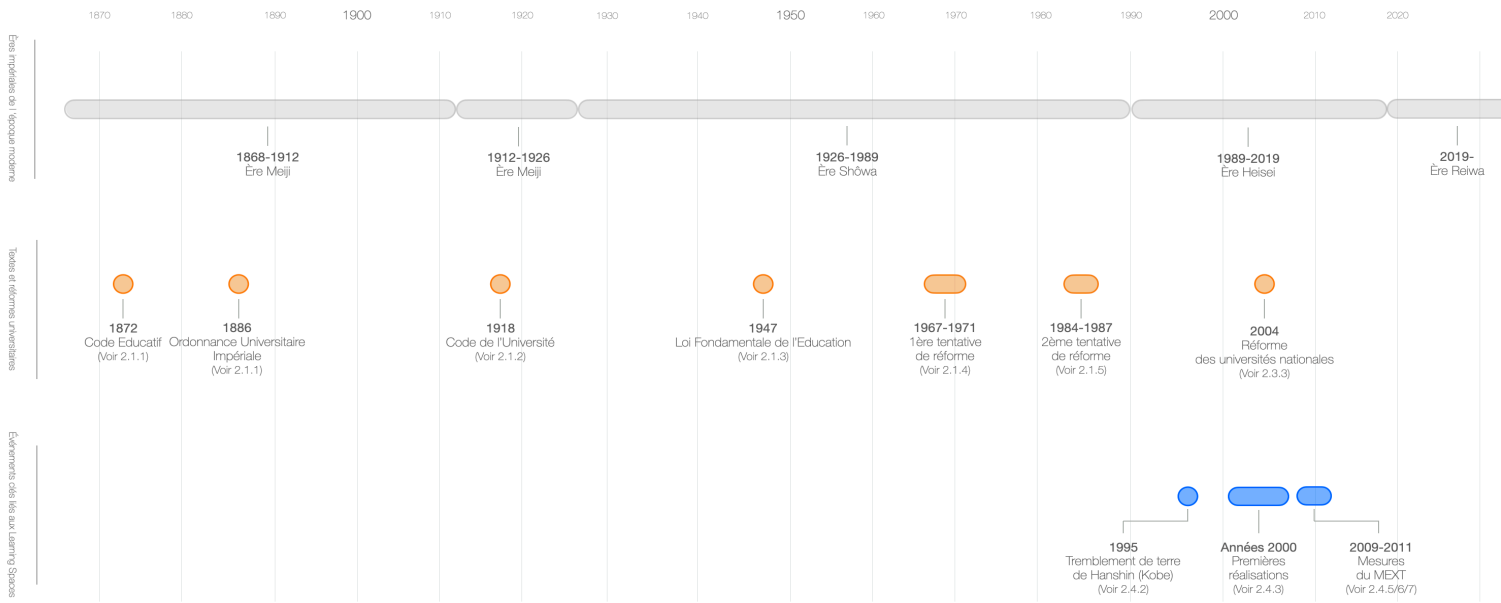 1870 1880 1890 1900 1910 1920 1930 1940 1950 1960 1970 1980 1990 2000 2010 2020
Ères impériales de l'époque moderne
1868-1912
Ère Meiji
1912-1926
Ère Meiji
1926-1989
Ère Shôwa
1989-2019
Ère Heisei
2019-
Ère Reiwa
Textes et réformes universitaires
1872
Code Educatif
(Voir 2.1.1)
1886
Ordonnance Universitaire
Impériale
(Voir 2.1.1)
1918
Code de l'Université
(Voir 2.1.2)
1947
Loi Fondamentale de l'Education
(Voir 2.1.3)
1967-1971
1ère tentative
de réforme
(Voir 2.1.4)
1984-1987
2ème tentative
de réforme
(Voir 2.1.5)
2004
Réforme
des universités nationales
(Voir 2.3.3)
Événements clés liés aux Learning Spaces
1995
Tremblement de terre
de Hanshin (Kobe)
(Voir 2.4.2)
Années 2000
Premières
réalisations
(Voir 2.4.3)
2009-2011
Mesures
du MEXT
(Voir 2.4.5/6/7)